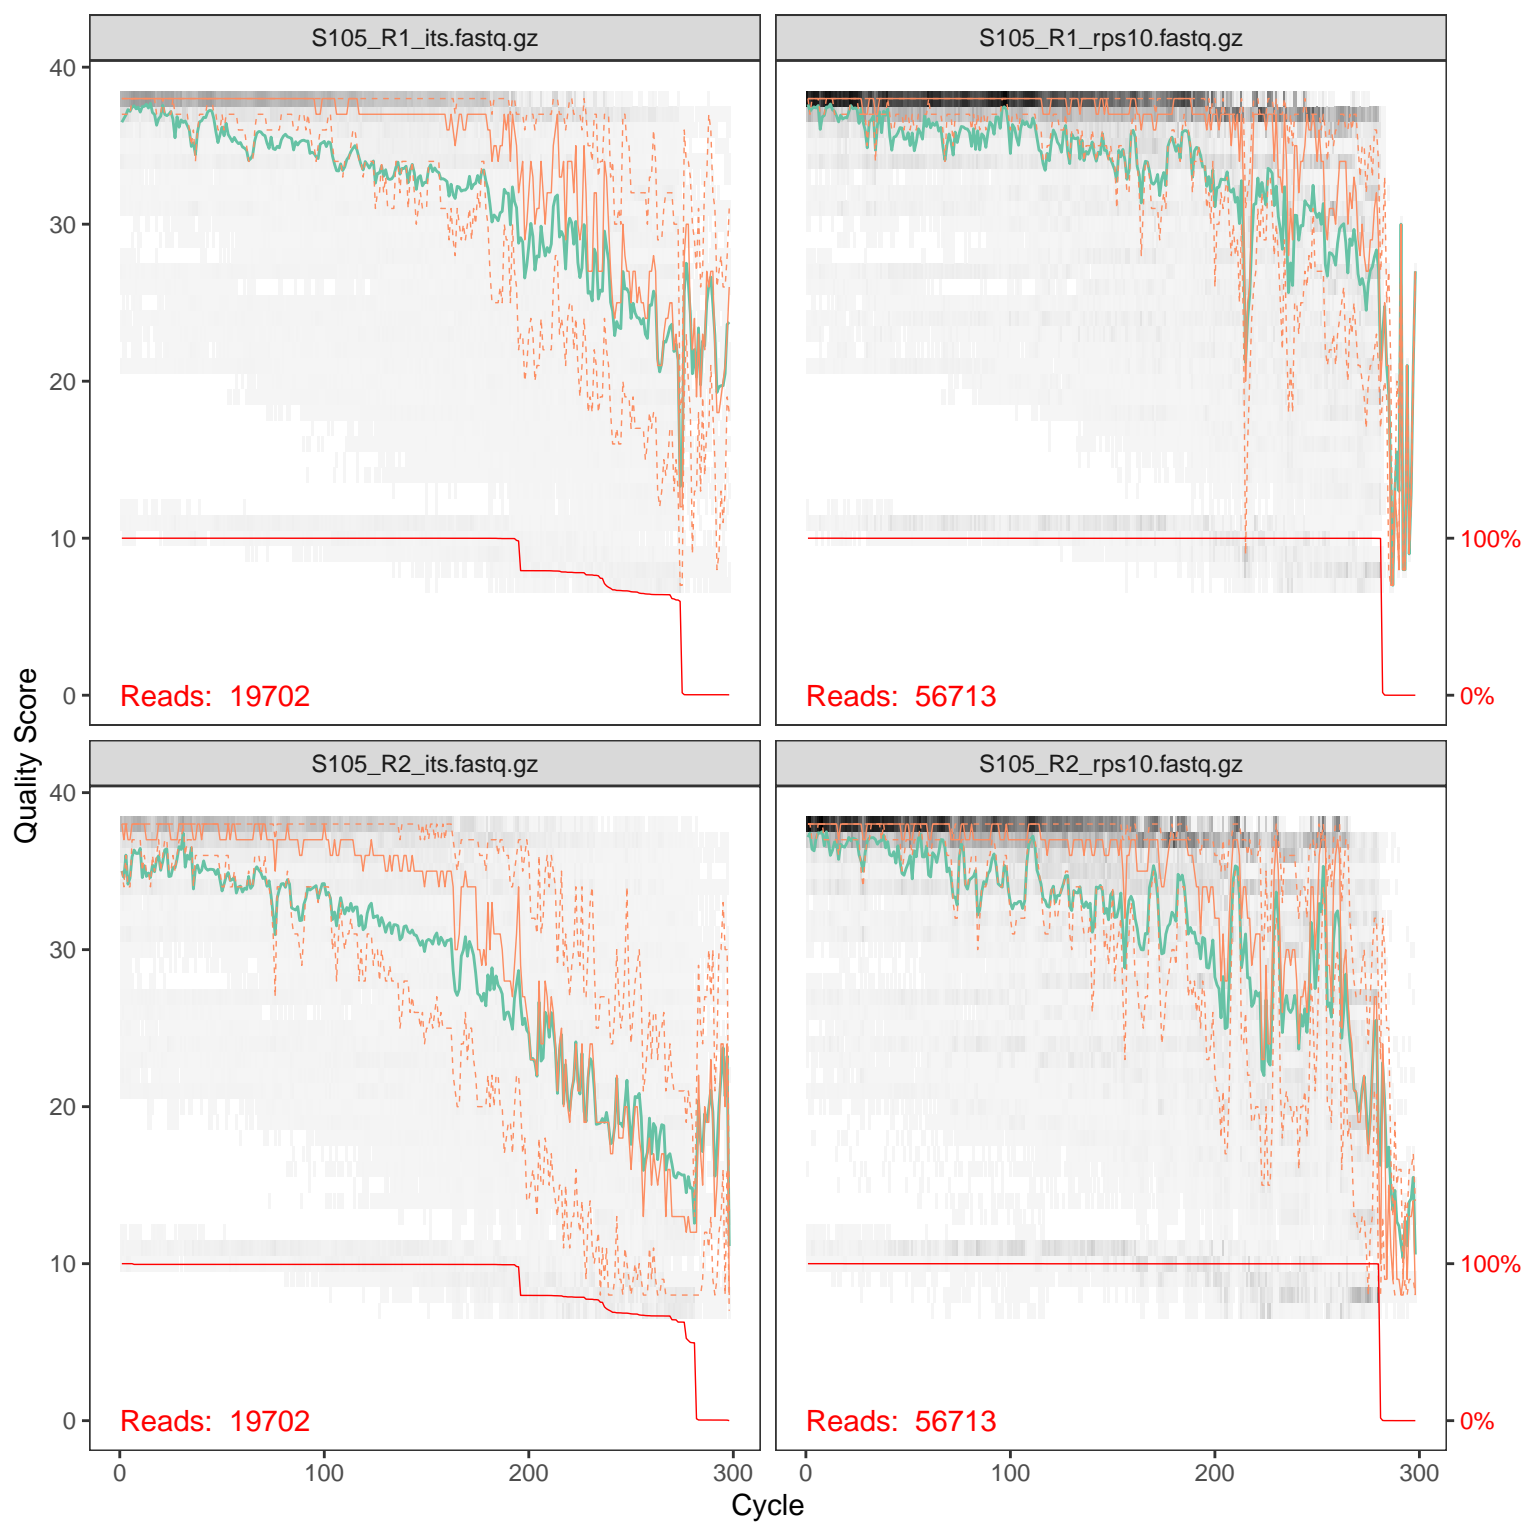 S105_R1_its.fastq.gz
S105_R1_rps10.fastq.gz
40
30
20
10
0
Reads: 19702
Reads: 56713
100%
0%
Quality Score
S105_R2_its.fastq.gz
S105_R2_rps10.fastq.gz
40
30
20
10
0
Reads: 19702
Reads: 56713
100%
0%
0 100 200 300
0 100 200 300
Cycle